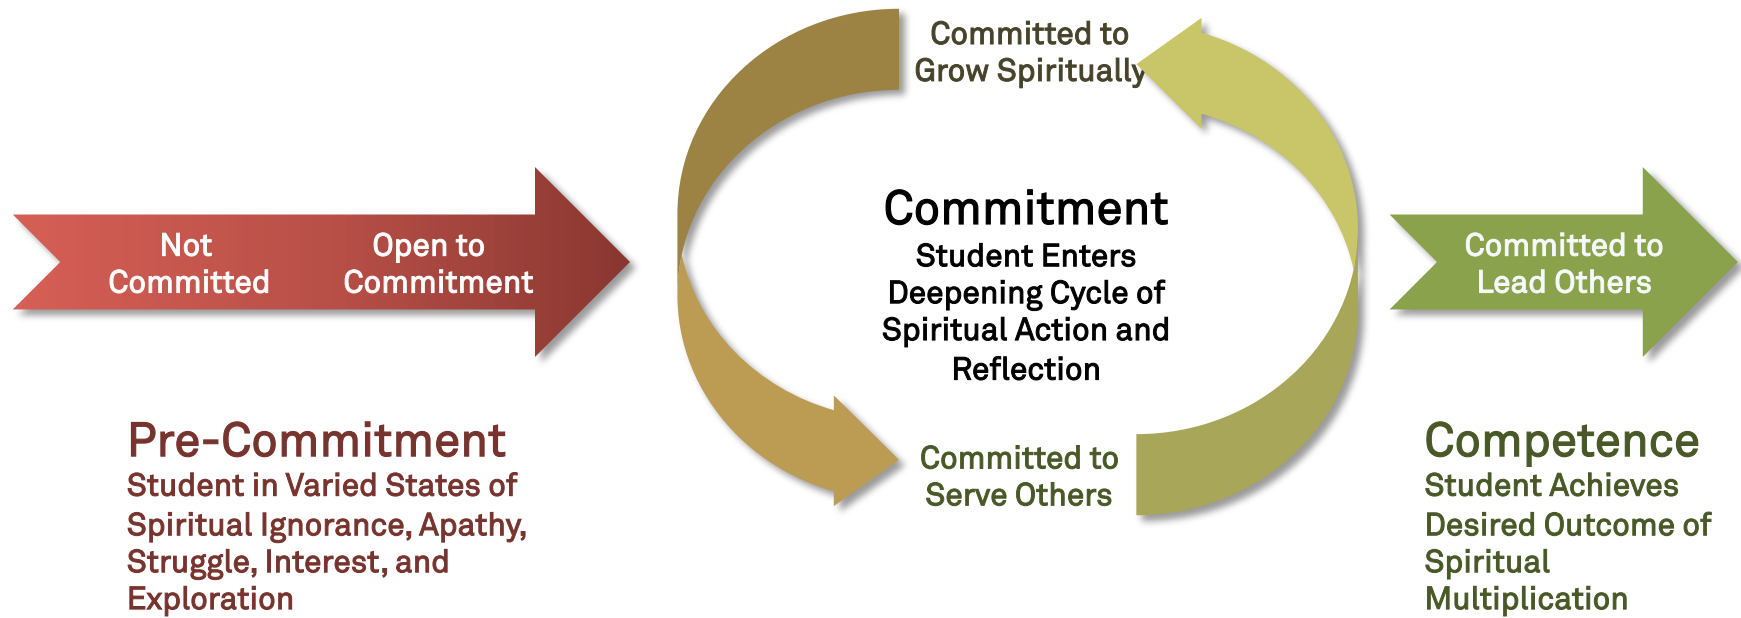 Not
Committed
Open to
Commitment
Pre-Commitment
Student in Varied States of
Spiritual Ignorance, Apathy,
Struggle, Interest, and
Exploration
Committed to
Grow Spiritually
Commitment
Student Enters
Deepening Cycle of
Spiritual Action and
Reflection
Committed to
Serve Others
Committed to
Lead Others
Competence
Student Achieves
Desired Outcome of
Spiritual
Multiplication